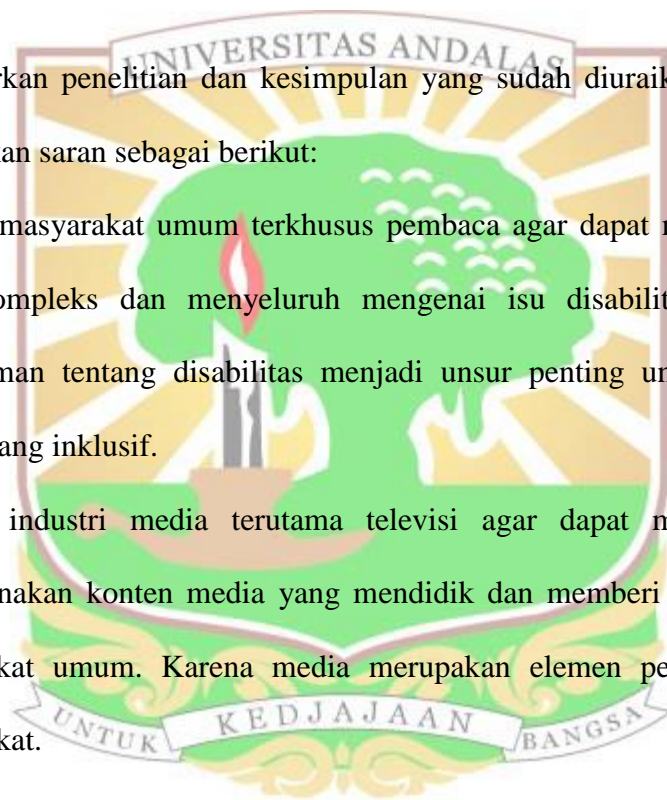 UNIVERSITAS ANDALAS
rkan penelitian dan kesimpulan yang sudah diuraik
kan saran sebagai berikut:
masyarakat umum terkhusus pembaca agar dapat m
ompleks dan menyeluruh mengenai isu disabilit
man tentang disabilitas menjadi unsur penting un
ang inklusif.
industri media terutama televisi agar dapat m
nakan konten media yang mendidik dan memberi
kat umum. Karena media merupakan elemen pe
kat.
UNTUK KEDJAJAAN BANGSA